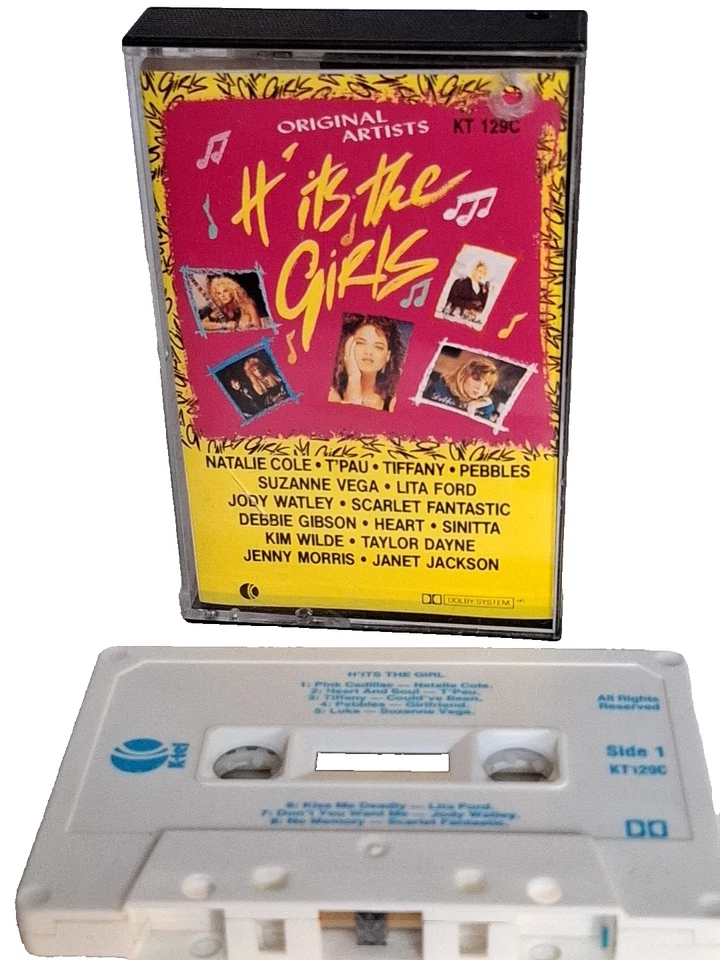 ORIGINAL
ARTISTS
KT 129C
H'its the
Girls
Debbie
NATALIE COLE • T'PAU • TIFFANY • PEBBLES
SUZANNE VEGA • LITA FORD
JODY WATLEY • SCARLET FANTASTIC
DEBBIE GIBSON • HEART • SINITTA
KIM WILDE • TAYLOR DAYNE
JENNY MORRIS • JANET JACKSON
DOLBY SYSTEM
H'ITS THE GIRL
1: Pink Cadillac — Natalie Cole.
2: Heart And Soul — T'Pau.
3: Tiffany — Could've Been.
4: Pebbles — Girlfriend.
5: Luka — Suzanne Vega.
All Rights
Reserved
K-tel
Side 1
KT129C
6: Kiss Me Deadly — Lita Ford.
7: Don't You Want Me — Jody Watley.
8: No Memory — Scarlet Fantastic.